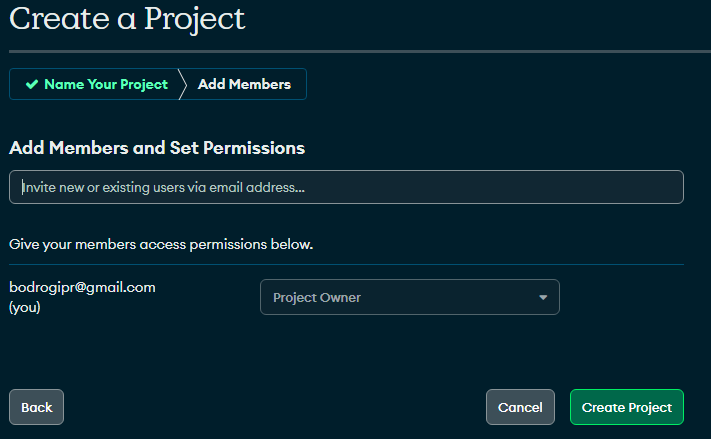 Create a Project
Name Your Project
Add Members
Add Members and Set Permissions
Invite new or existing users via email address...
Give your members access permissions below.
bodrogipr@gmail.com
(you)
Project Owner
Back
Cancel
Create Project